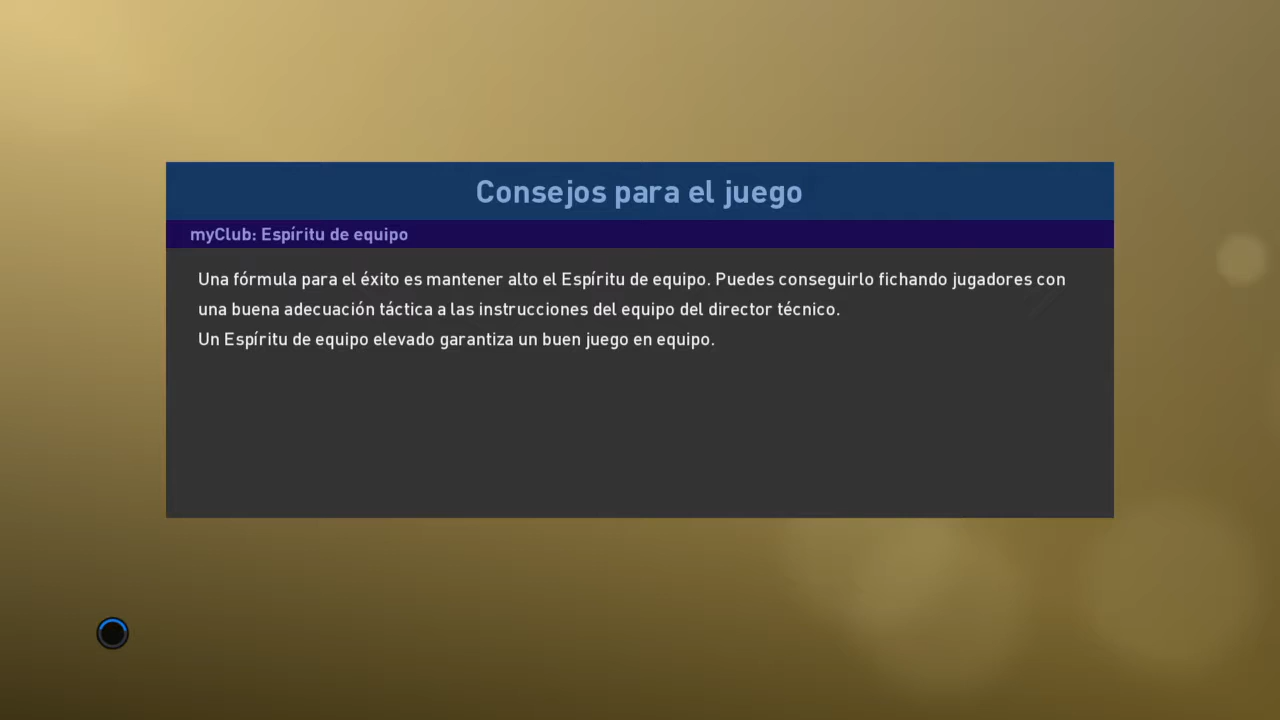 Consejos para el juego
myClub: Espíritu de equipo
Una fórmula para el éxito es mantener alto el Espíritu de equipo. Puedes conseguirlo fichando jugadores con
una buena adecuación táctica a las instrucciones del equipo del director técnico.
Un Espíritu de equipo elevado garantiza un buen juego en equipo.